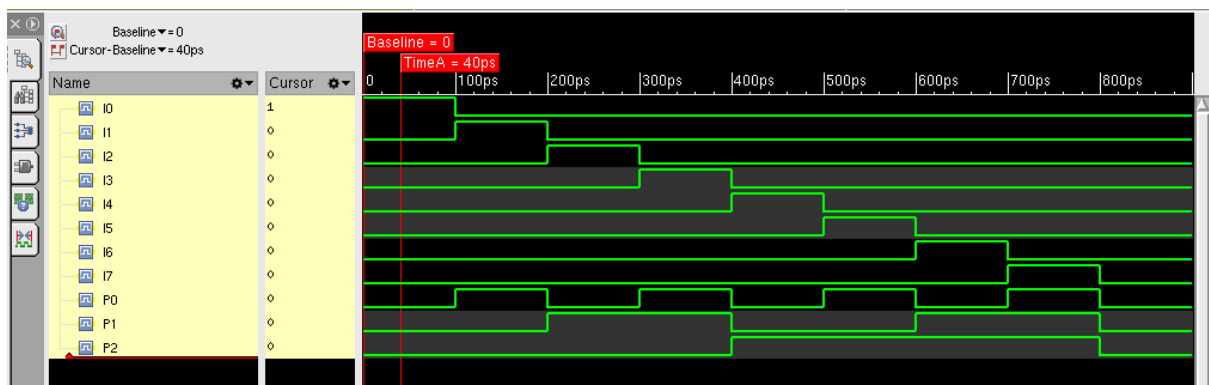 Baseline▼= 0
Cursor-Baseline▼= 40ps
Baseline = 0
TimeA = 40ps
Name
Cursor
0 100ps 200ps 300ps 400ps 500ps 600ps 700ps 800ps
I0 1
I1 0
I2 0
I3 0
I4 0
I5 0
I6 0
I7 0
P0 0
P1 0
P2 0